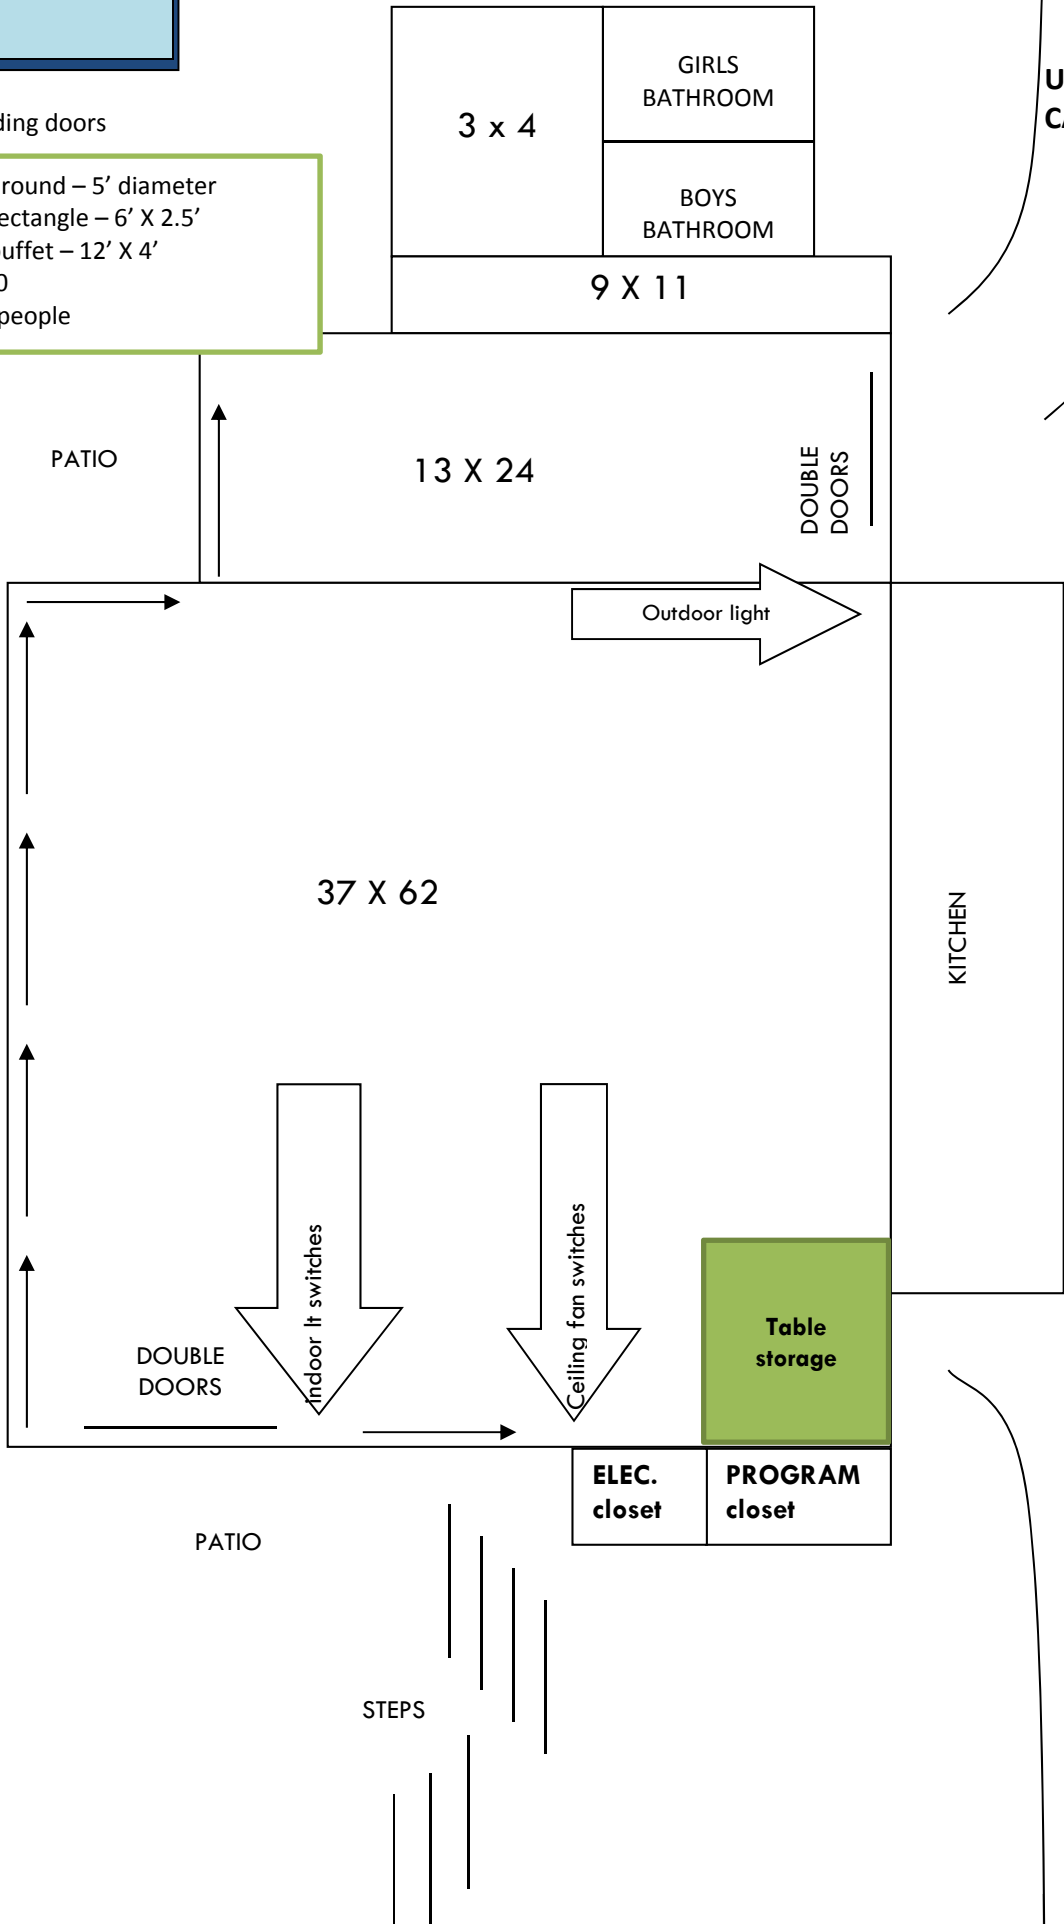 GIRLS
BATHROOM
3 x 4
ding doors
round – 5’ diameter
ectangle – 6’ X 2.5’
uffet – 12’ X 4’
0
people
BOYS
BATHROOM
9 X 11
PATIO
13 X 24
DOUBLE
DOORS
Outdoor light
37 X 62
KITCHEN
Indoor lt switches
Ceiling fan switches
DOUBLE
DOORS
Table
storage
ELEC.
closet
PROGRAM
closet
PATIO
STEPS